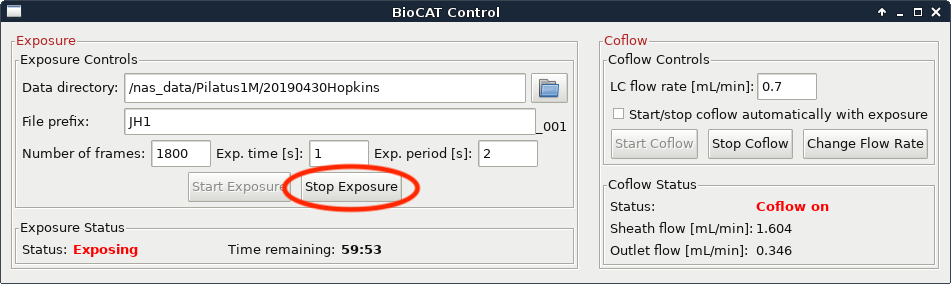 BioCAT Control
Exposure
Exposure Controls
Data directory: /nas_data/Pilatus1M/20190430Hopkins
File prefix: JH1 _001
Number of frames: 1800 Exp. time [s]: 1 Exp. period [s]: 2
Start Exposure Stop Exposure
Exposure Status
Status: Exposing Time remaining: 59:53
Coflow
Coflow Controls
LC flow rate [mL/min]: 0.7
Start/stop coflow automatically with exposure
Start Coflow Stop Coflow Change Flow Rate
Coflow Status
Status: Coflow on
Sheath flow [mL/min]: 1.604
Outlet flow [mL/min]: 0.346